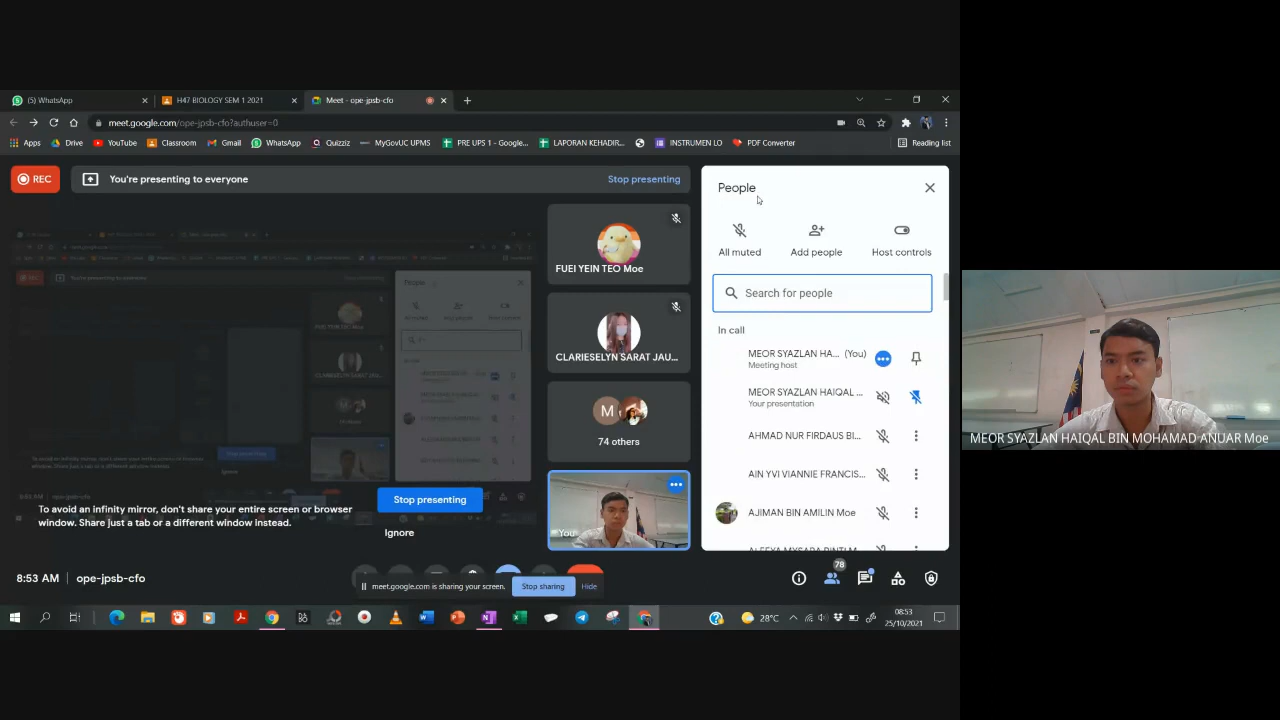 (5) WhatsApp
H47 BIOLOGY SEM 1 2021
Meet - ope-jpsb-cfo
meet.google.com/ope-jpsb-cfo?authuser=0
Apps Drive YouTube Classroom Gmail WhatsApp Quizziz MyGovUC UPMS PRE UPS 1 - Google... LAPORAN KEHADIR... INSTRUMEN LO PDF Converter Reading list
REC
You're presenting to everyone
Stop presenting
People
All muted
Add people
Host controls
Search for people
In call
MEOR SYAZLAN HA... (You)
Meeting host
MEOR SYAZLAN HAIQAL ...
Your presentation
AHMAD NUR FIRDAUS BI...
AIN YVI VIANNIE FRANCIS...
AJIMAN BIN AMILIN Moe
FUEI YEIN TEO Moe
CLARIESELYN SARAT JAU...
M
74 others
You
To avoid an infinity mirror, don't share your entire screen or browser
window. Share just a tab or a different window instead.
Stop presenting
Ignore
8:53 AM | ope-jpsb-cfo
meet.google.com is sharing your screen.
Stop sharing
Hide
78
28°C
08:53
25/10/2021
MEOR SYAZLAN HAIQAL BIN MOHAMAD ANUAR Moe